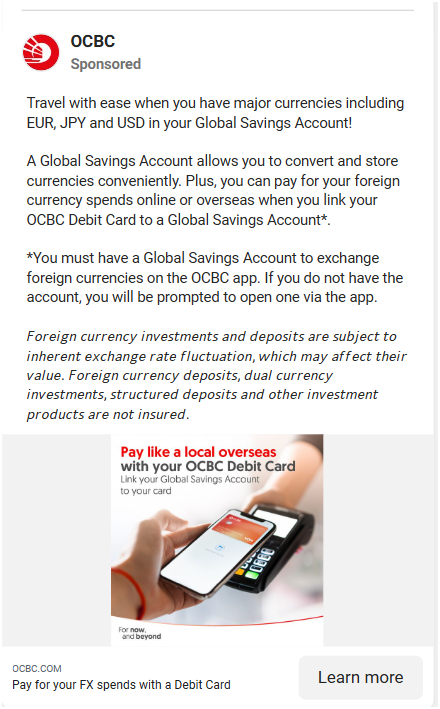 OCBC
Sponsored
Travel with ease when you have major currencies including
EUR, JPY and USD in your Global Savings Account!
A Global Savings Account allows you to convert and store
currencies conveniently. Plus, you can pay for your foreign
currency spends online or overseas when you link your
OCBC Debit Card to a Global Savings Account*.
*You must have a Global Savings Account to exchange
foreign currencies on the OCBC app. If you do not have the
account, you will be prompted to open one via the app.
Foreign currency investments and deposits are subject to
inherent exchange rate fluctuation, which may affect their
value. Foreign currency deposits, dual currency
investments, structured deposits and other investment
products are not insured.
Pay like a local overseas
with your OCBC Debit Card
Link your Global Savings Account
to your card
For now,
and beyond
OCBC.COM
Pay for your FX spends with a Debit Card
Learn more